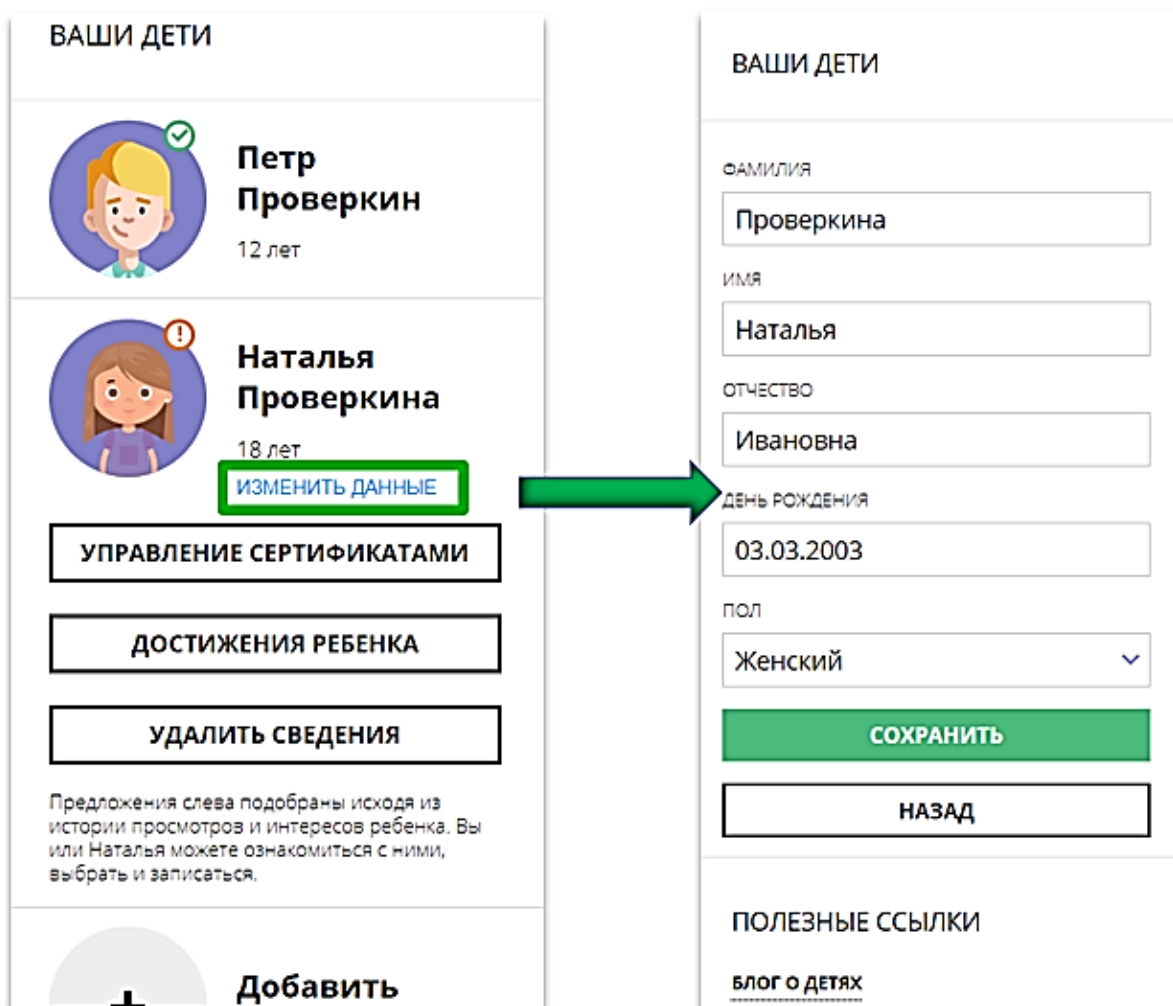 ВАШИ ДЕТИ
Петр
Проверкин
12 лет
Наталья
Проверкина
18 лет
ИЗМЕНИТЬ ДАННЫЕ
УПРАВЛЕНИЕ СЕРТИФИКАТАМИ
ДОСТИЖЕНИЯ РЕБЕНКА
УДАЛИТЬ СВЕДЕНИЯ
Предложения слева подобраны исходя из
истории просмотров и интересов ребенка. Вы
или Наталья можете ознакомиться с ними,
выбрать и записаться.
Добавить
ВАШИ ДЕТИ
ФАМИЛИЯ
Проверкина
ИМЯ
Наталья
ОТЧЕСТВО
Ивановна
ДЕНЬ РОЖДЕНИЯ
03.03.2003
ПОЛ
Женский
СОХРАНИТЬ
НАЗАД
ПОЛЕЗНЫЕ ССЫЛКИ
БЛОГ О ДЕТЯХ